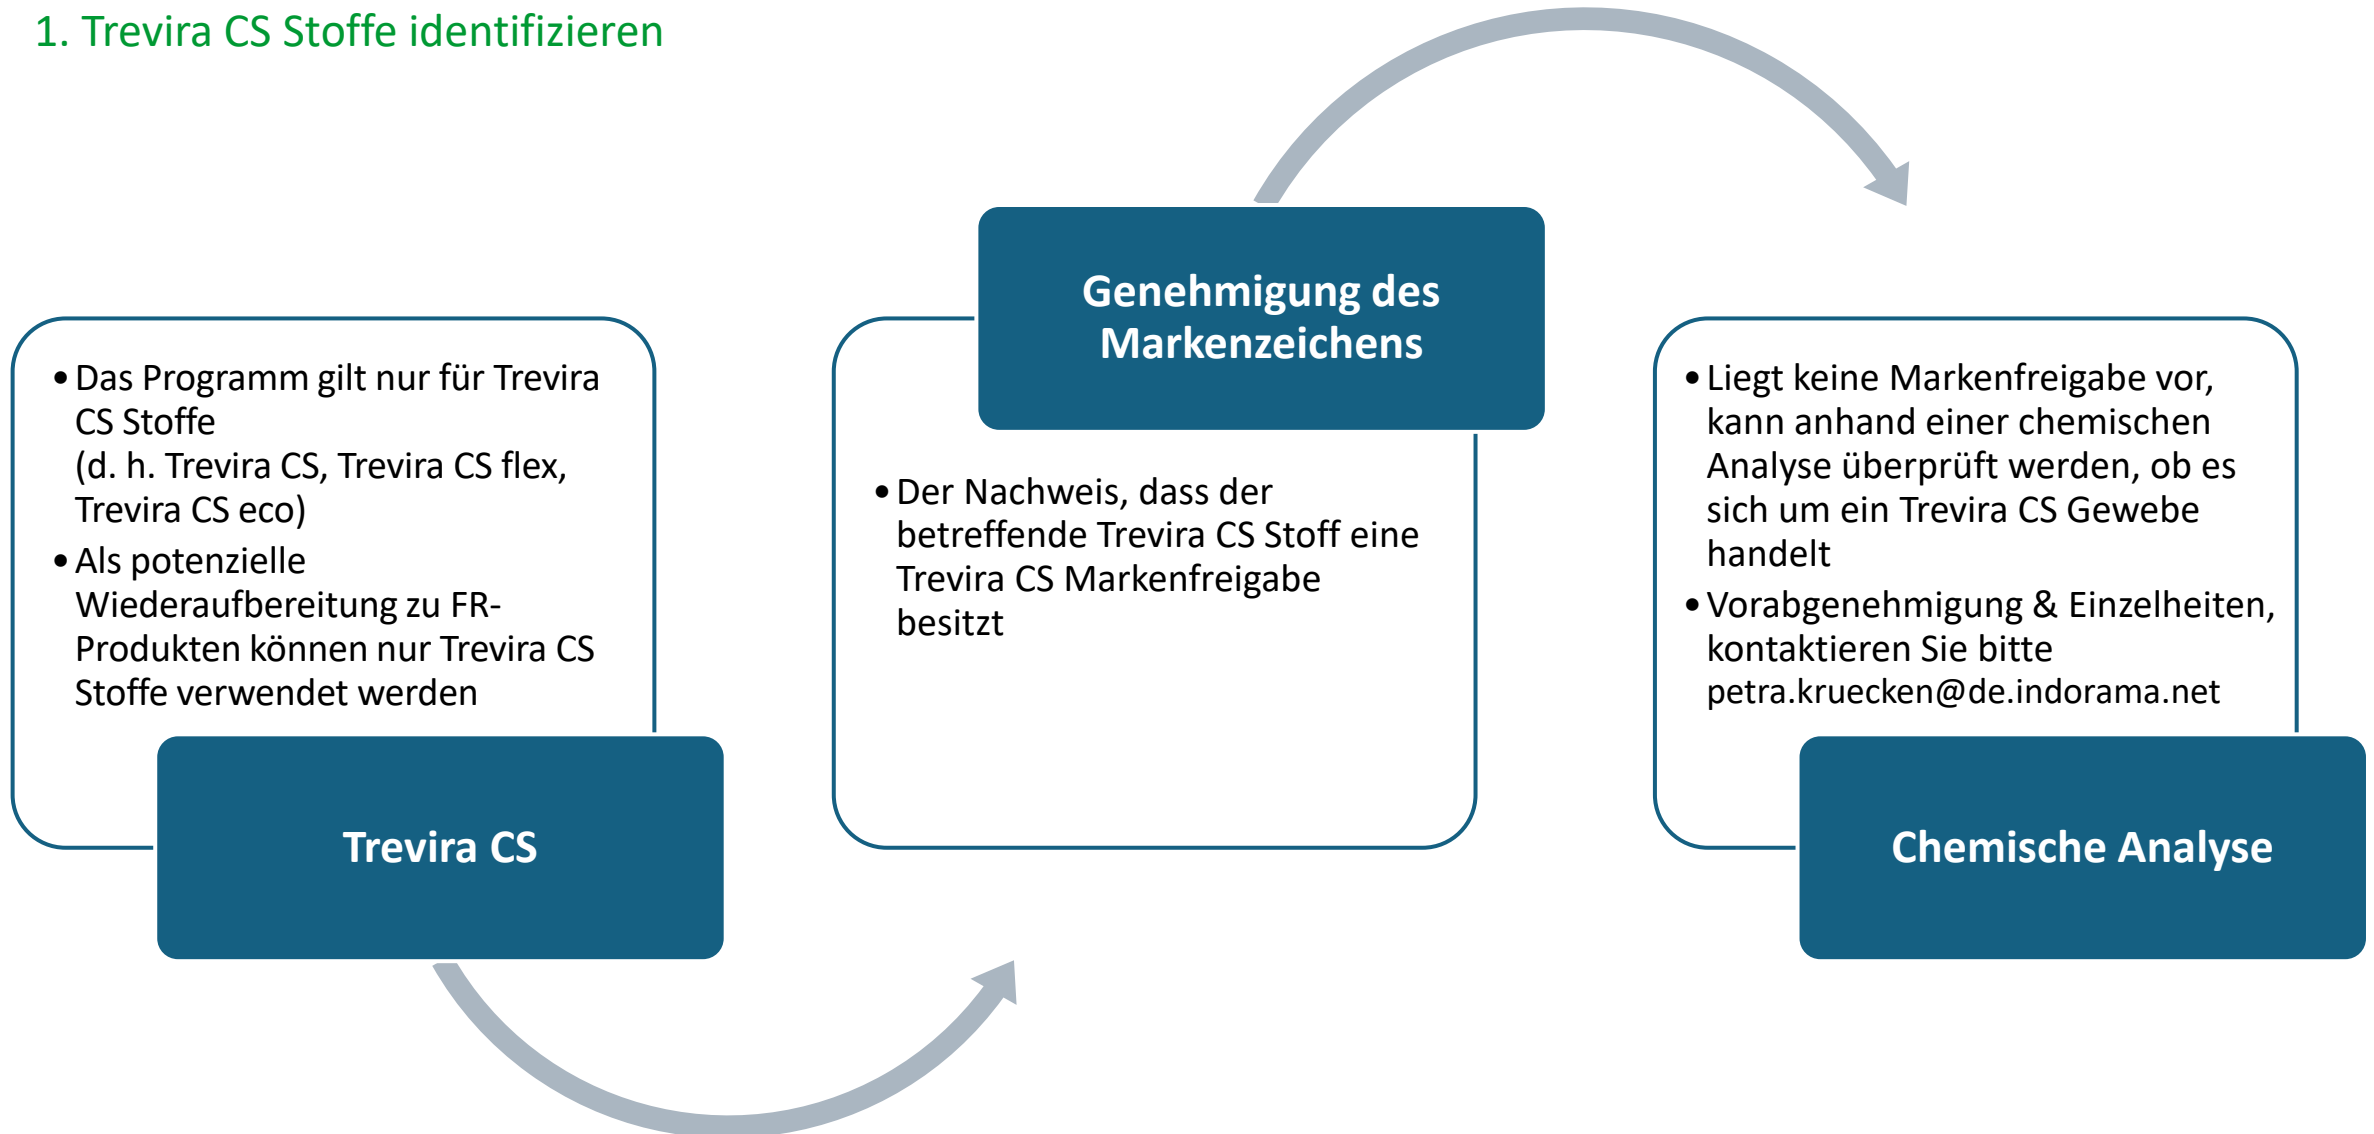 1. Trevira CS Stoffe identifizieren
• Das Programm gilt nur für Trevira
CS Stoffe
(d. h. Trevira CS, Trevira CS flex,
Trevira CS eco)
• Als potenzielle
Wiederaufbereitung zu FR-
Produkten können nur Trevira CS
Stoffe verwendet werden
Trevira CS
Genehmigung des
Markenzeichens
• Der Nachweis, dass der
betreffende Trevira CS Stoff eine
Trevira CS Markenfreigabe
besitzt
• Liegt keine Markenfreigabe vor,
kann anhand einer chemischen
Analyse überprüft werden, ob es
sich um ein Trevira CS Gewebe
handelt
• Vorabgenehmigung & Einzelheiten,
kontaktieren Sie bitte
petra.kruecken@de.indorama.net
Chemische Analyse